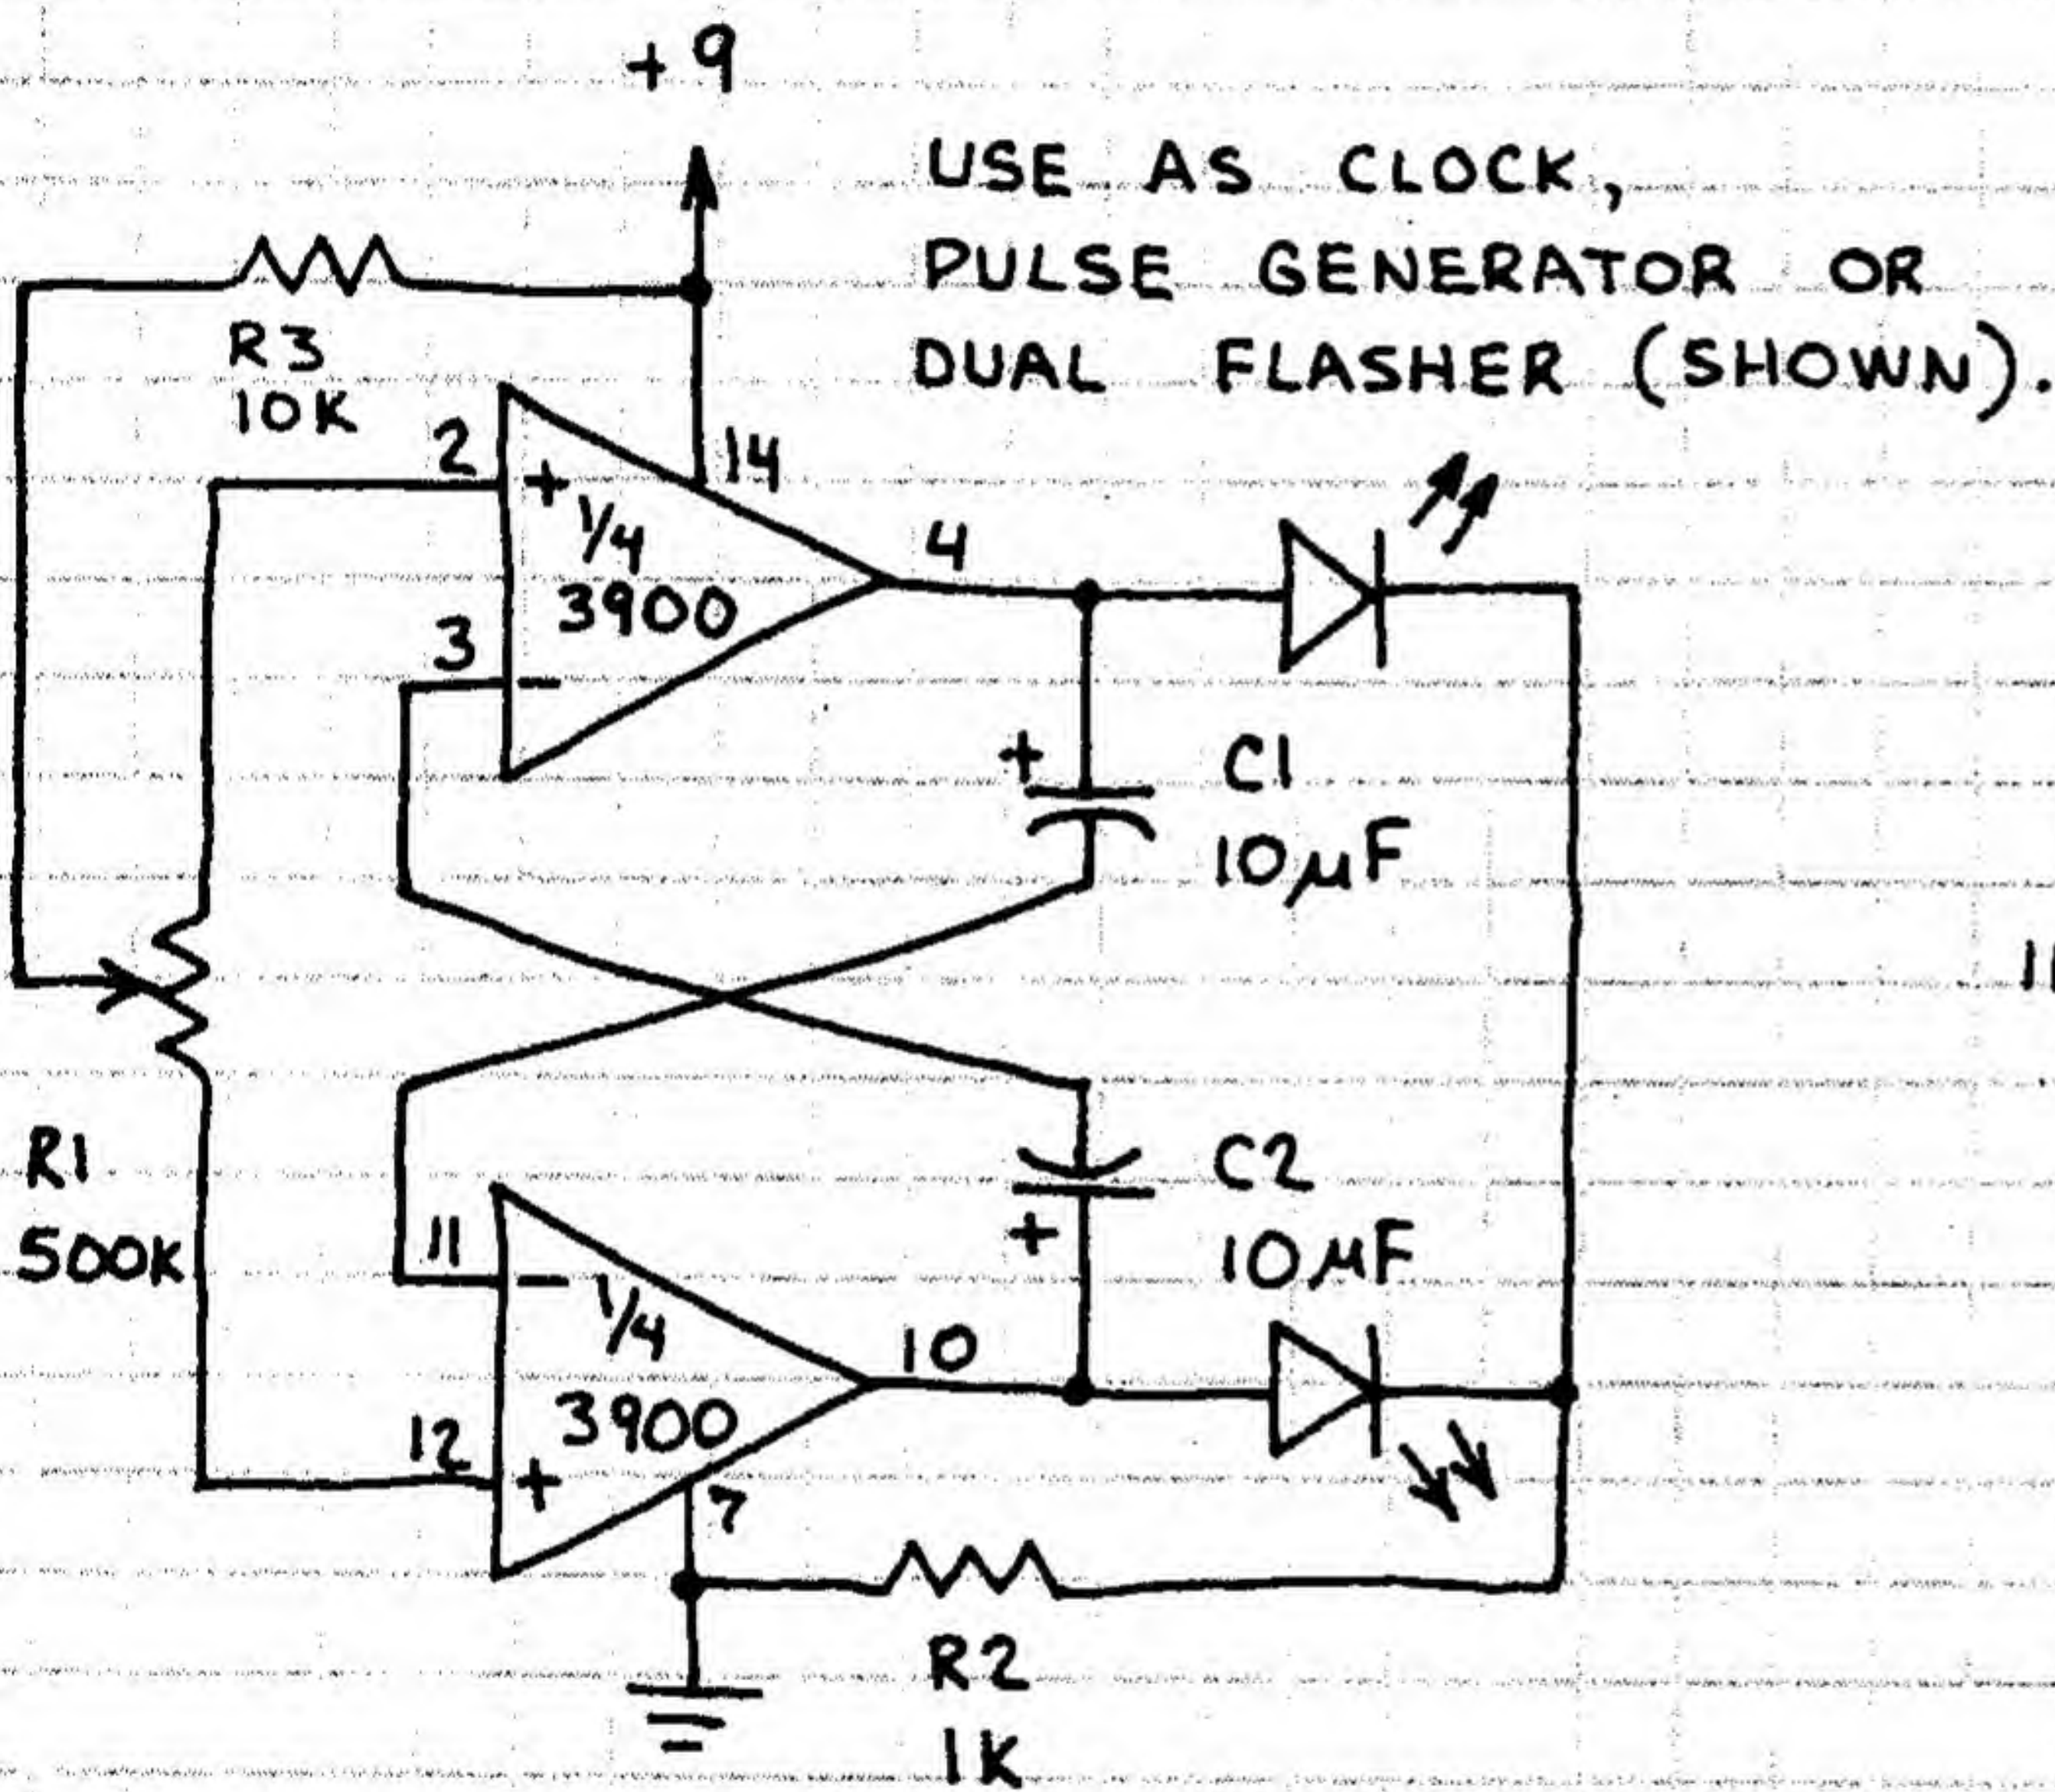 +9
USE AS CLOCK,
PULSE GENERATOR OR
DUAL FLASHER (SHOWN).
R3
10K
2
14
+
1/4
3900
4
3
-
+
C1
10µF
R1
500K
11
-
1/4
3900
10
12
+
7
C2
10µF
+
R2
1K